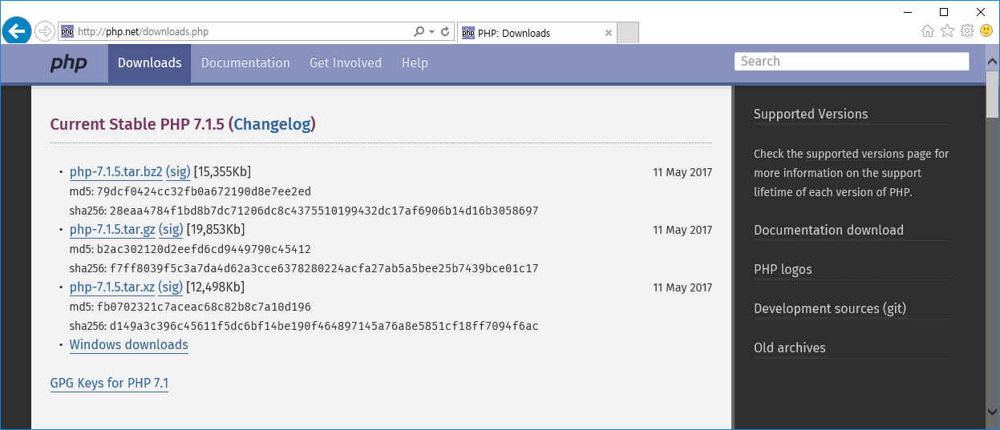 http://php.net/downloads.php
php PHP: Downloads
php Downloads Documentation Get Involved Help Search
Current Stable PHP 7.1.5 (Changelog)
• php-7.1.5.tar.bz2 (sig) [15,355Kb] 11 May 2017
md5: 79dcf0424cc32fb0a672190d8e7ee2ed
sha256: 28eaa4784f1bd8b7dc71206dc8c4375510199432dc17af6906b14d16b3058697
• php-7.1.5.tar.gz (sig) [19,853Kb] 11 May 2017
md5: b2ac302120d2eefd6cd9449790c45412
sha256: f7ff8039f5c3a7da4d62a3cce6378280224acfa27ab5a5bee25b7439bce01c17
• php-7.1.5.tar.xz (sig) [12,498Kb] 11 May 2017
md5: fb0702321c7aceac68c82b8c7a10d196
sha256: d149a3c396c45611f5dc6bf14be190f464897145a76a8e5851cf18ff7094f6ac
• Windows downloads
GPG Keys for PHP 7.1
Supported Versions
Check the supported versions page for
more information on the support
lifetime of each version of PHP.
Documentation download
PHP logos
Development sources (git)
Old archives